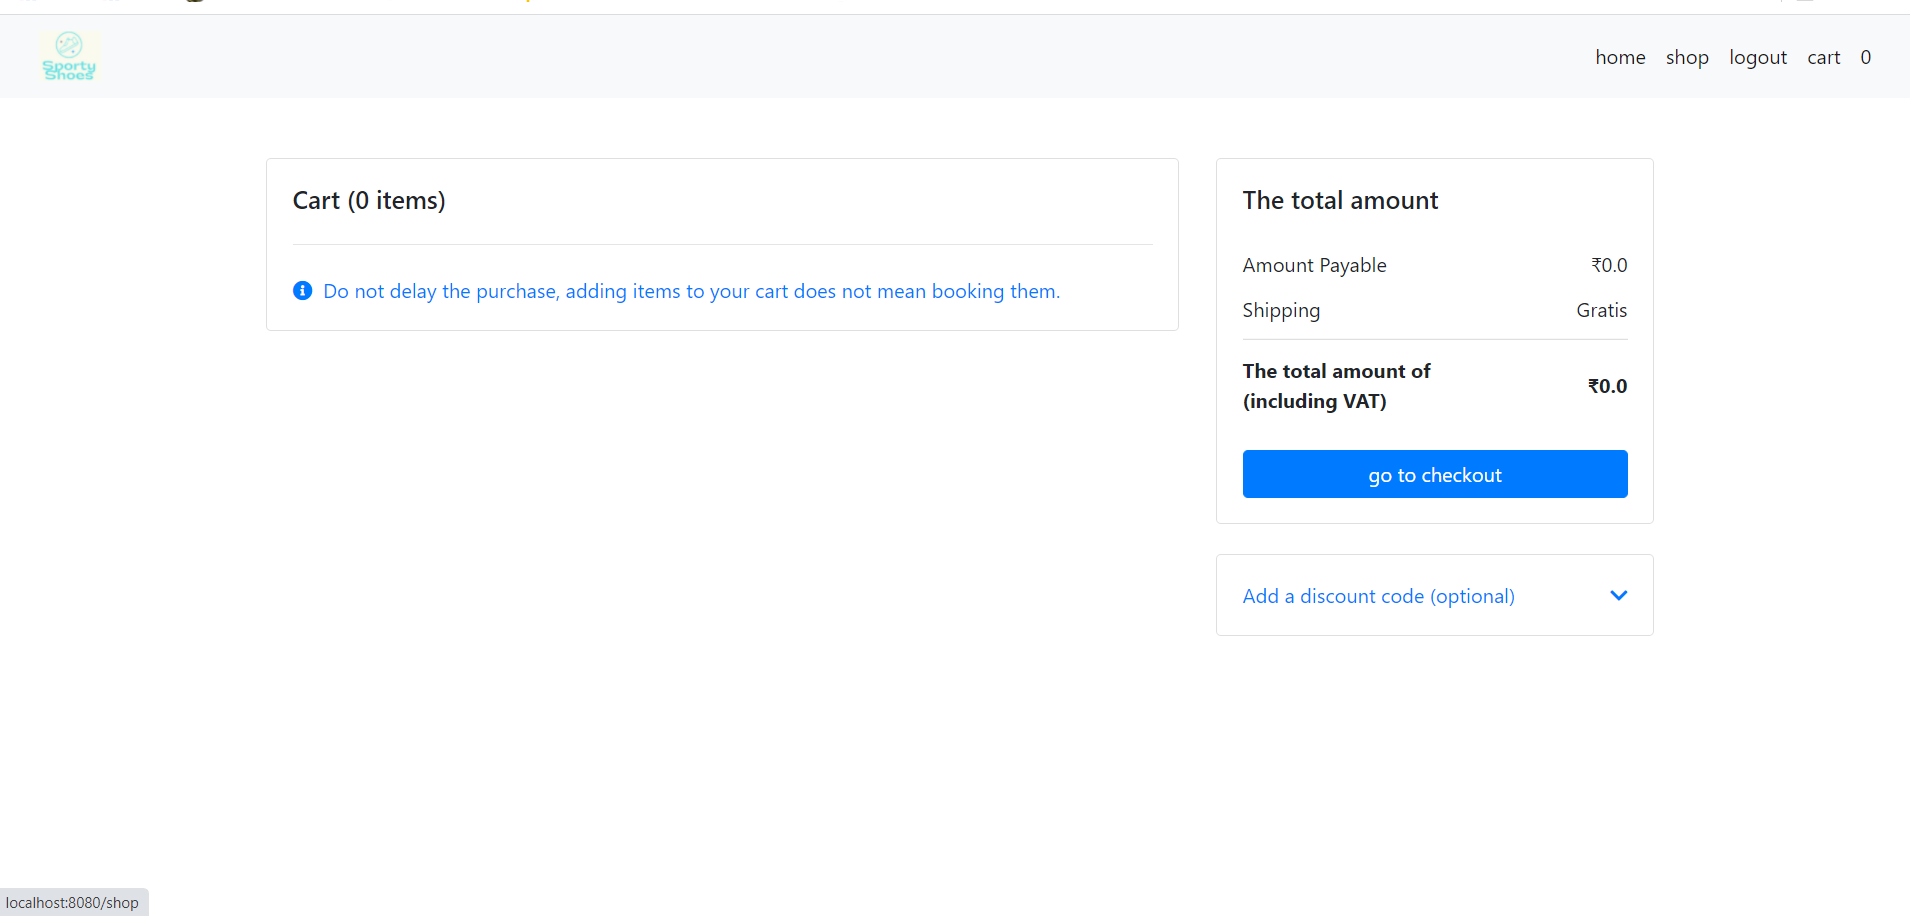 Sporty
Shoes
home shop logout cart 0
Cart (0 items)
Do not delay the purchase, adding items to your cart does not mean booking them.
The total amount
Amount Payable ₹0.0
Shipping Gratis
The total amount of
(including VAT) ₹0.0
go to checkout
Add a discount code (optional)
localhost:8080/shop